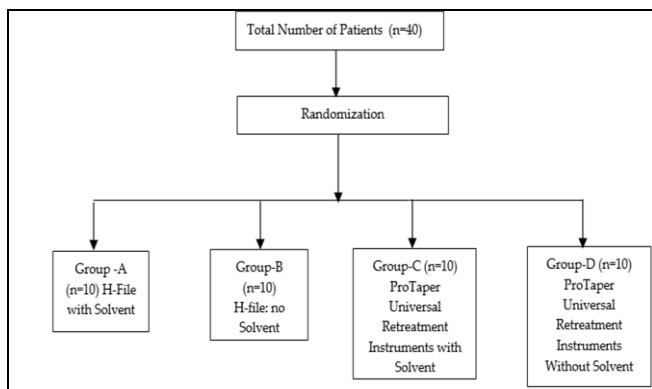 Total Number of Patients (n=40)
Randomization
Group -A
(n=10) H-File
with Solvent
Group-B
(n=10)
H-file: no
Solvent
Group-C (n=10)
ProTaper
Universal
Retreatment
Instruments with
Solvent
Group-D (n=10)
ProTaper
Universal
Retreatment
Instruments
Without Solvent